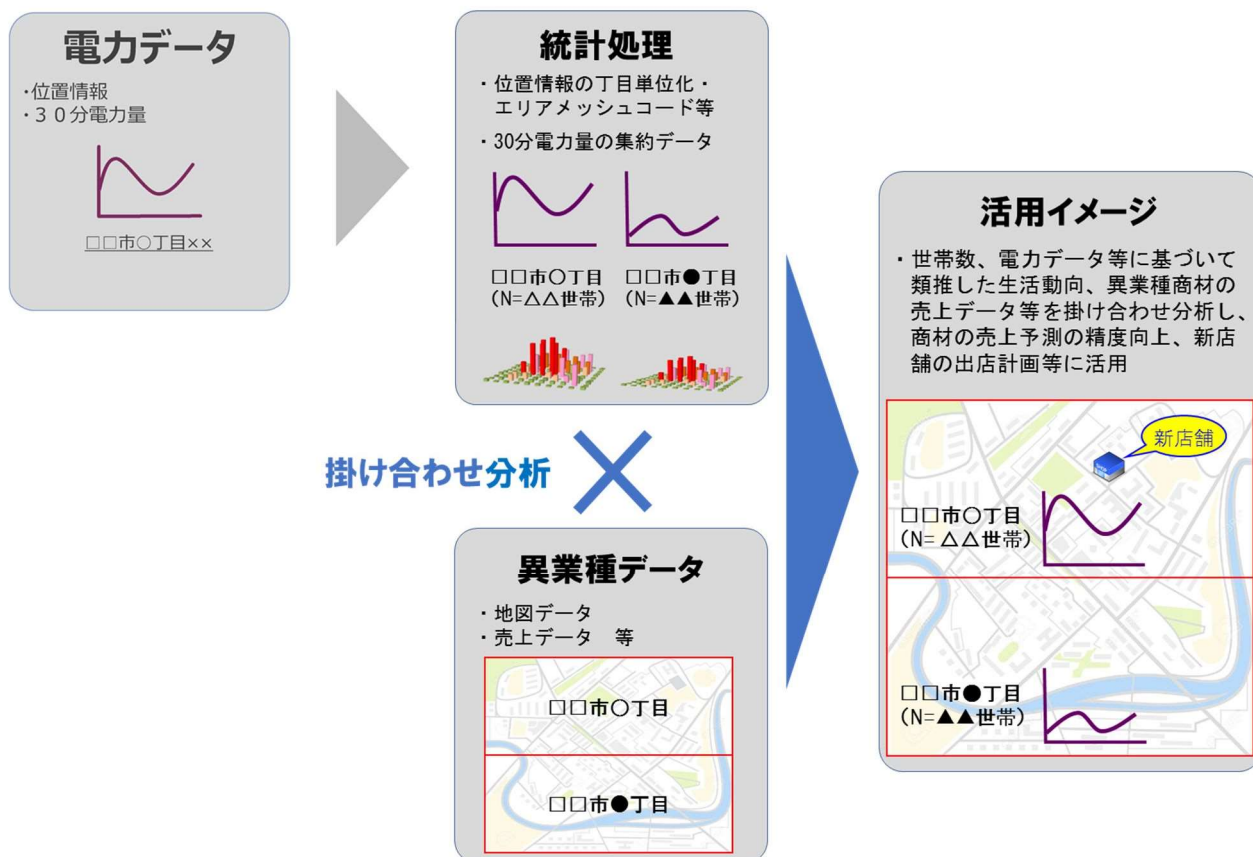 電力データ
・位置情報
・３０分電力量
□□市○丁目××
統計処理
・位置情報の丁目単位化・
エリアメッシュコード等
・30分電力量の集約データ
□□市○丁目
(N=△△世帯)
□□市●丁目
(N=▲▲世帯)
掛け合わせ分析
異業種データ
・地図データ
・売上データ　等
□□市○丁目
□□市●丁目
活用イメージ
・世帯数、電力データ等に基づいて
類推した生活動向、異業種商材の
売上データ等を掛け合わせ分析し、
商材の売上予測の精度向上、新店
舗の出店計画等に活用
新店舗
□□市○丁目
(N= △△世帯)
□□市●丁目
(N=▲▲世帯)